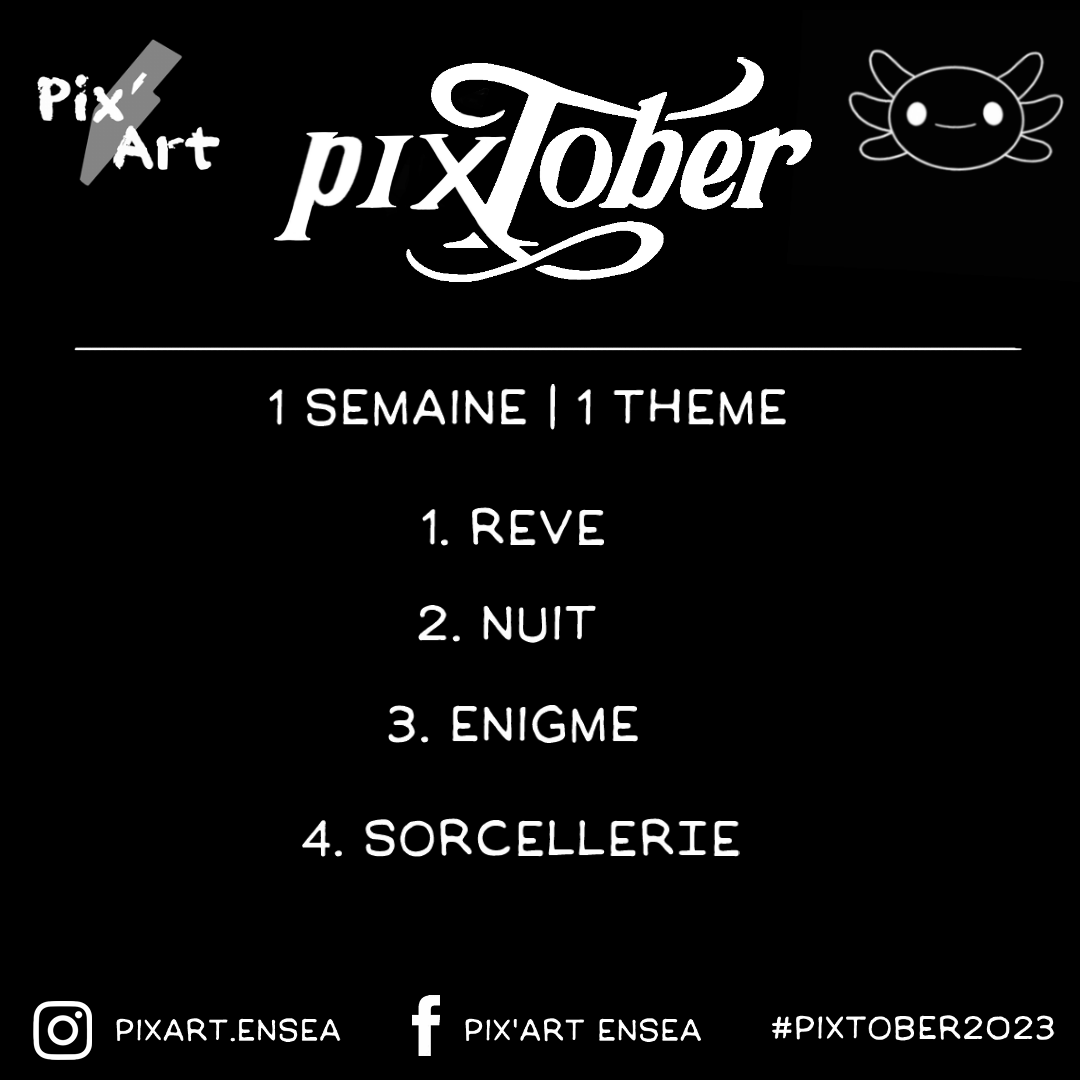 Pix'
Art
pixTober
1 SEMAINE | 1 THEME
1. REVE
2. NUIT
3. ENIGME
4. SORCELLERIE
PIXART.ENSEA
PIX'ART ENSEA
#PIXTOBER2023